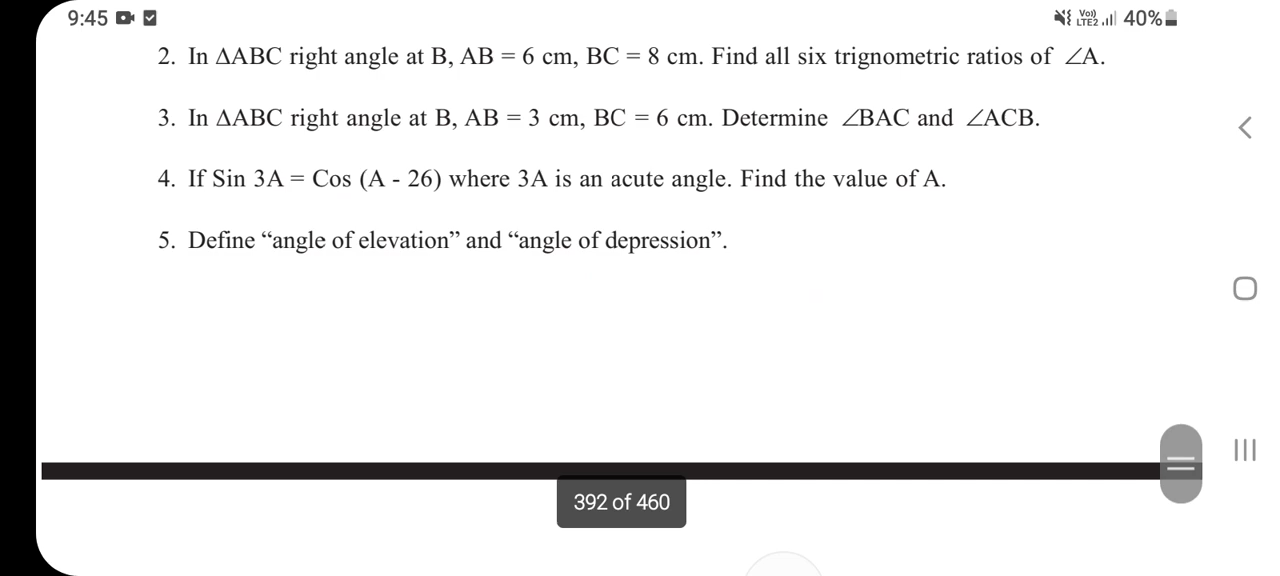 9:45
Vo)) LTE2 40%
2. In ΔABC right angle at B, AB = 6 cm, BC = 8 cm. Find all six trignometric ratios of ∠A.
3. In ΔABC right angle at B, AB = 3 cm, BC = 6 cm. Determine ∠BAC and ∠ACB.
4. If Sin 3A = Cos (A - 26) where 3A is an acute angle. Find the value of A.
5. Define “angle of elevation” and “angle of depression”.
392 of 460